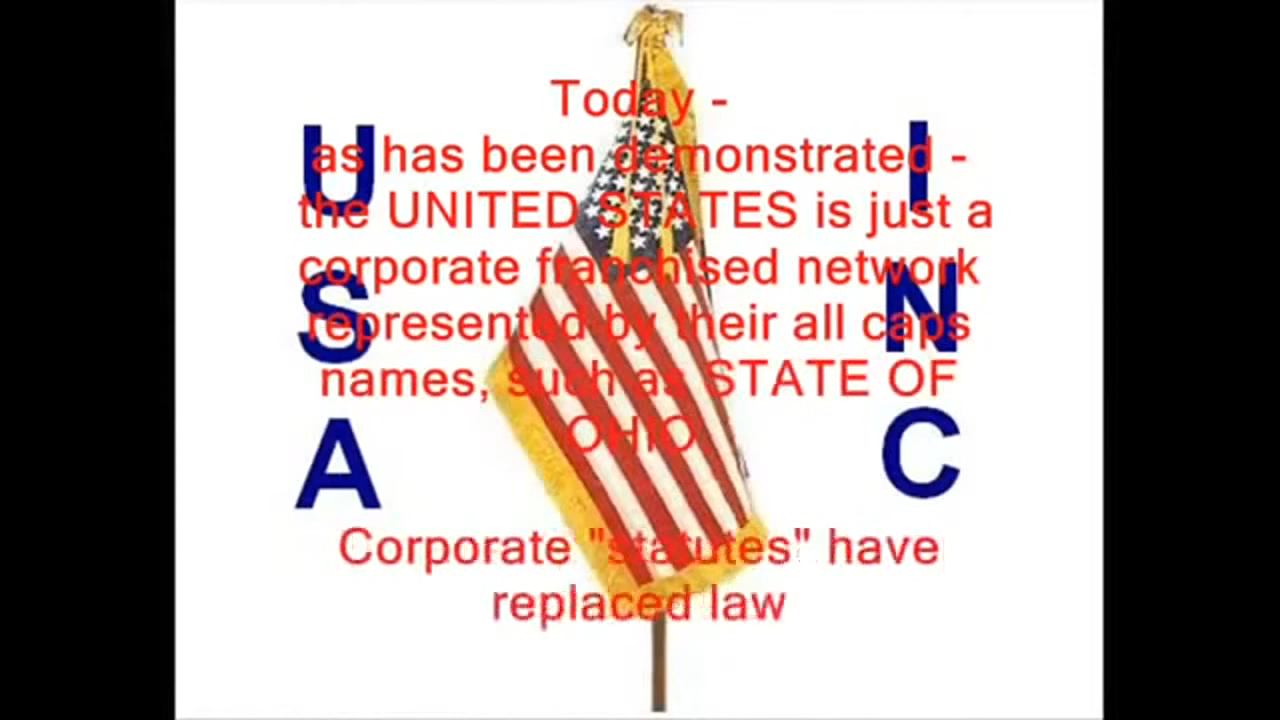 Today -
as has been demonstrated -
the UNITED STATES is just a
corporate franchised network
represented by their all caps
names, such as STATE OF
OHIO
Corporate "statutes" have
replaced law
U
S
A
I
N
C